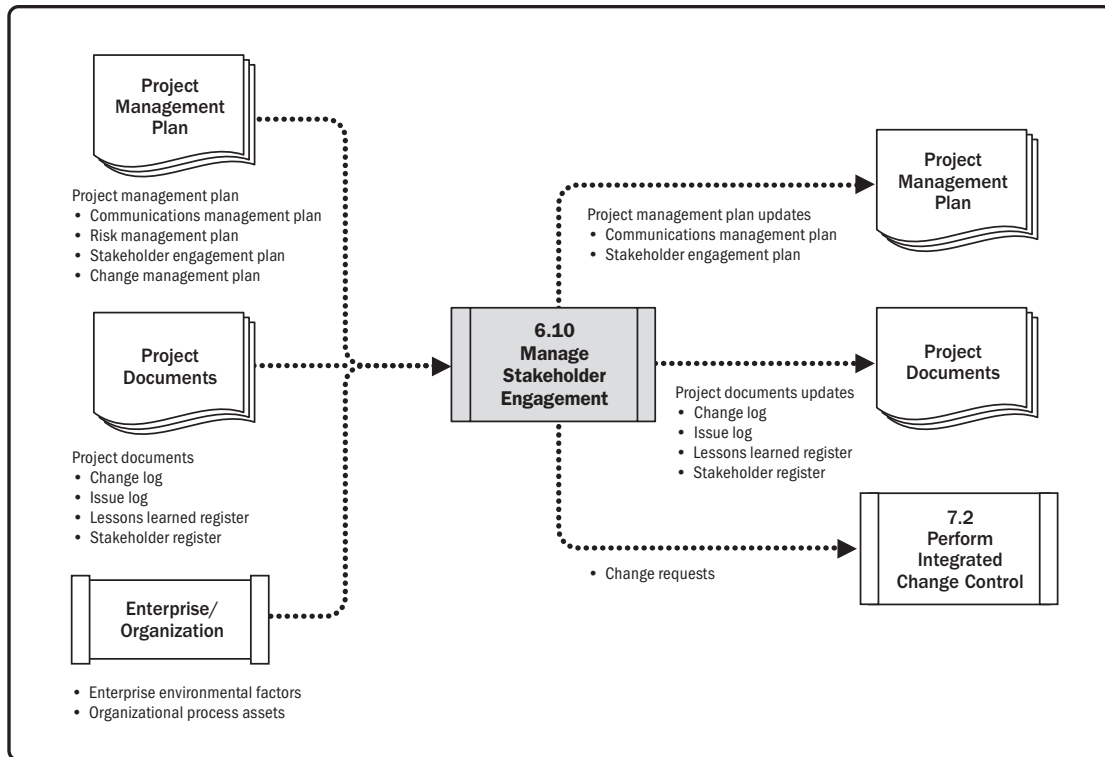 Project
Management
Plan
Project management plan
• Communications management plan
• Risk management plan
• Stakeholder engagement plan
• Change management plan
Project
Documents
Project documents
• Change log
• Issue log
• Lessons learned register
• Stakeholder register
Enterprise/
Organization
• Enterprise environmental factors
• Organizational process assets
6.10
Manage
Stakeholder
Engagement
Project management plan updates
• Communications management plan
• Stakeholder engagement plan
Project
Management
Plan
Project documents updates
• Change log
• Issue log
• Lessons learned register
• Stakeholder register
Project
Documents
• Change requests
7.2
Perform
Integrated
Change Control